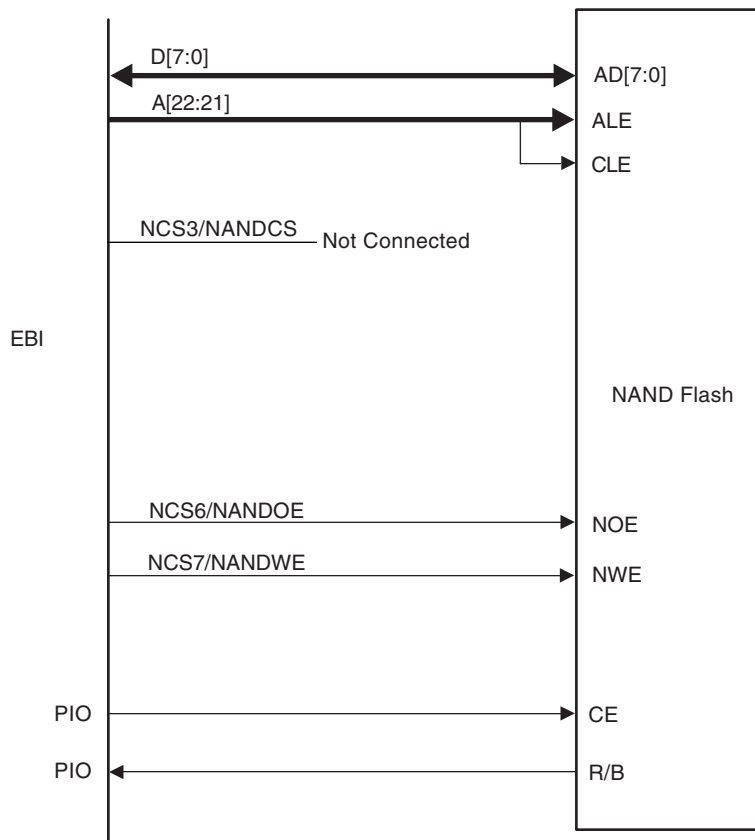 D[7:0]
AD[7:0]
A[22:21]
ALE
CLE
NCS3/NANDCS
Not Connected
EBI
NAND Flash
NCS6/NANDOE
NOE
NCS7/NANDWE
NWE
PIO
CE
PIO
R/B